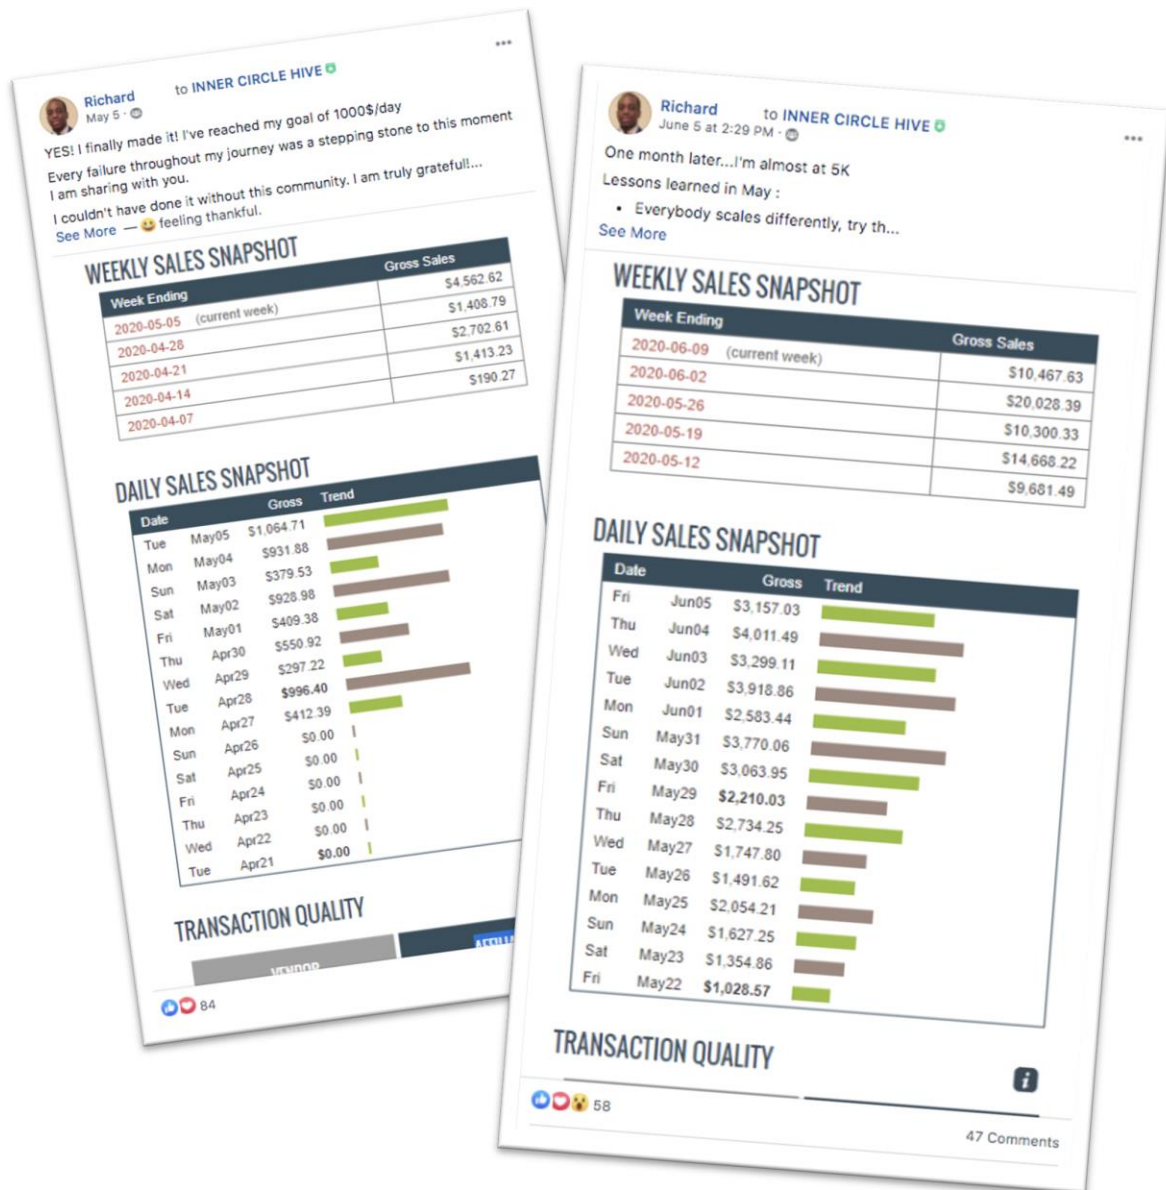 Richard to INNER CIRCLE HIVE
May 5 ·
YES! I finally made it! I've reached my goal of 1000$/day
Every failure throughout my journey was a stepping stone to this moment
I am sharing with you.
I couldn't have done it without this community. I am truly grateful!...
See More — 😀 feeling thankful.
WEEKLY SALES SNAPSHOT
Week Ending Gross Sales
2020-05-05 (current week) $4,562.62
2020-04-28 $1,408.79
2020-04-21 $2,702.61
2020-04-14 $1,413.23
2020-04-07 $190.27
DAILY SALES SNAPSHOT
Date Gross Trend
Tue May05 $1,064.71
Mon May04 $931.88
Sun May03 $379.53
Sat May02 $928.98
Fri May01 $409.38
Thu Apr30 $550.92
Wed Apr29 $297.22
Tue Apr28 $996.40
Mon Apr27 $412.39
Sun Apr26 $0.00
Sat Apr25 $0.00
Fri Apr24 $0.00
Thu Apr23 $0.00
Wed Apr22 $0.00
Tue Apr21 $0.00
TRANSACTION QUALITY
VENDOR
84
Richard to INNER CIRCLE HIVE
June 5 at 2:29 PM ·
One month later...I'm almost at 5K
Lessons learned in May :
• Everybody scales differently, try th...
See More
WEEKLY SALES SNAPSHOT
Week Ending Gross Sales
2020-06-09 (current week) $10,467.63
2020-06-02 $20,028.39
2020-05-26 $10,300.33
2020-05-19 $14,668.22
2020-05-12 $9,681.49
DAILY SALES SNAPSHOT
Date Gross Trend
Fri Jun05 $3,157.03
Thu Jun04 $4,011.49
Wed Jun03 $3,299.11
Tue Jun02 $3,918.86
Mon Jun01 $2,583.44
Sun May31 $3,770.06
Sat May30 $3,063.95
Fri May29 $2,210.03
Thu May28 $2,734.25
Wed May27 $1,747.80
Tue May26 $1,491.62
Mon May25 $2,054.21
Sun May24 $1,627.25
Sat May23 $1,354.86
Fri May22 $1,028.57
TRANSACTION QUALITY
i
58
47 Comments